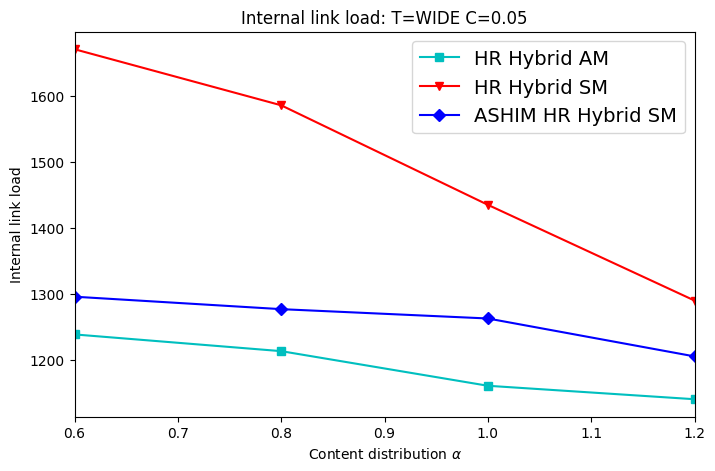 Internal link load: T=WIDE C=0.05
HR Hybrid AM
HR Hybrid SM
ASHIM HR Hybrid SM
Internal link load
1600
1500
1400
1300
1200
0.6 0.7 0.8 0.9 1.0 1.1 1.2
Content distribution α